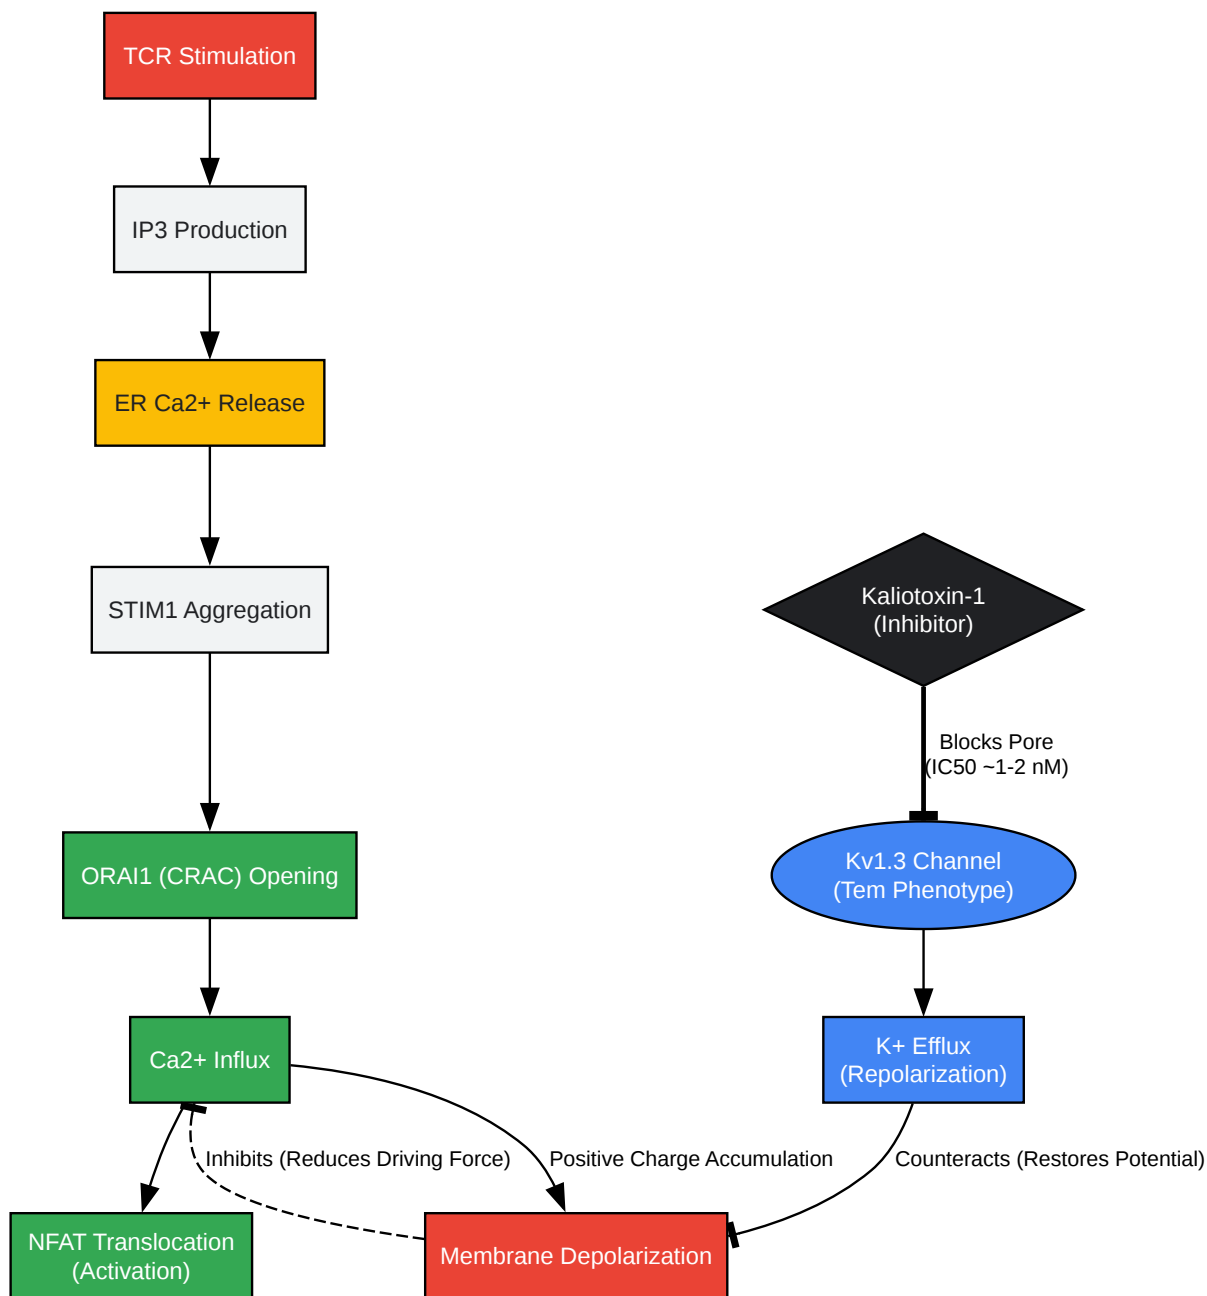 TCR Stimulation
IP3 Production
ER Ca2+ Release
STIM1 Aggregation
Kaliotoxin-1
(Inhibitor)
Blocks Pore
(IC50 ~1-2 nM)
ORAI1 (CRAC) Opening
Kv1.3 Channel
(Tem Phenotype)
Ca2+ Influx
K+ Efflux
(Repolarization)
Inhibits (Reduces Driving Force)
Positive Charge Accumulation
Counteracts (Restores Potential)
NFAT Translocation
(Activation)
Membrane Depolarization